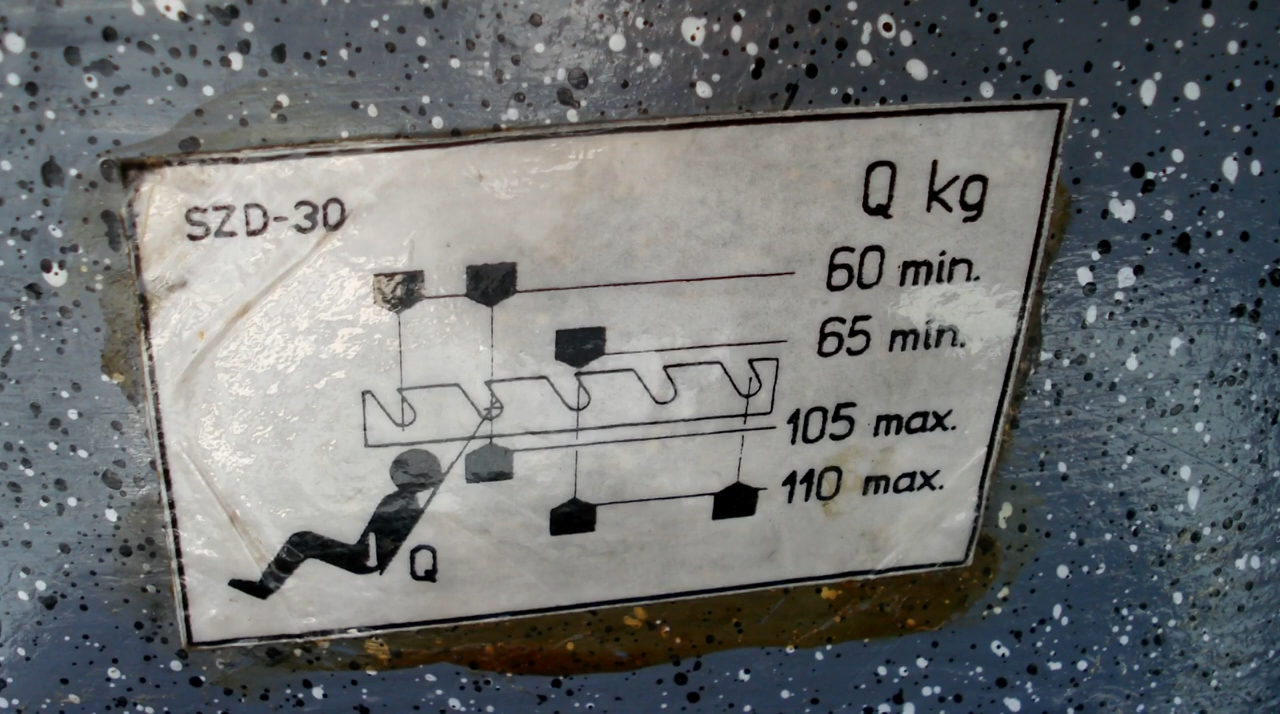 SZD-30
Q kg
60 min.
65 min.
105 max.
110 max.
Q